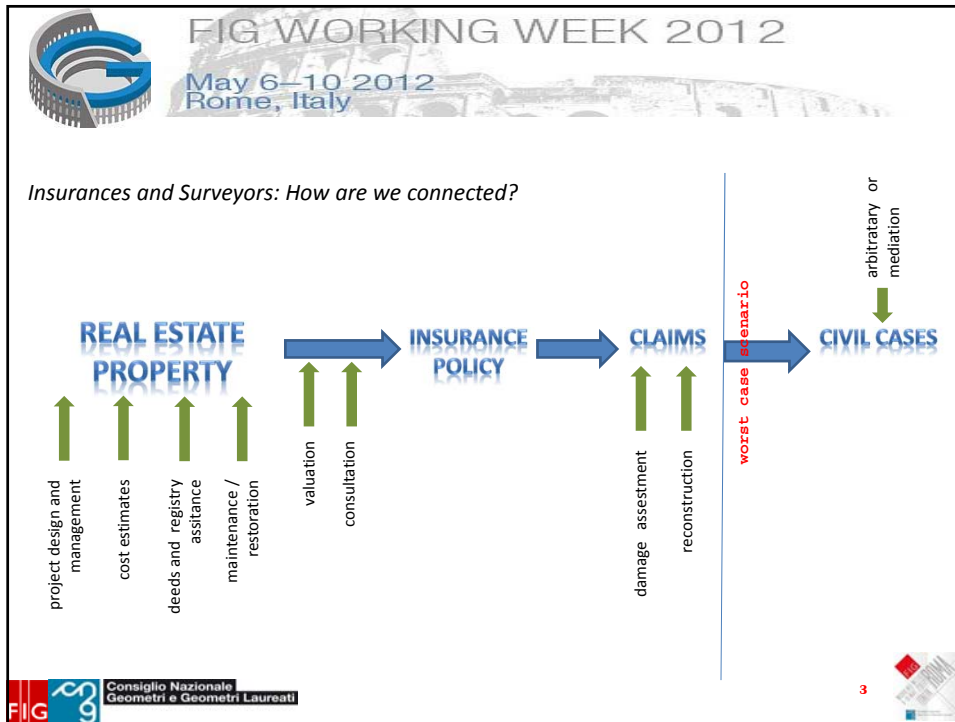 FIG WORKING WEEK 2012
May 6–10 2012
Rome, Italy
Insurances and Surveyors: How are we connected?
REAL ESTATE
PROPERTY
INSURANCE
POLICY
CLAIMS
CIVIL CASES
project design and
management
cost estimates
deeds and registry
assitance
maintenance /
restoration
valuation
consultation
damage assestment
reconstruction
worst case scenario
arbitratary or
mediation
FIG
Consiglio Nazionale
Geometri e Geometri Laureati
3